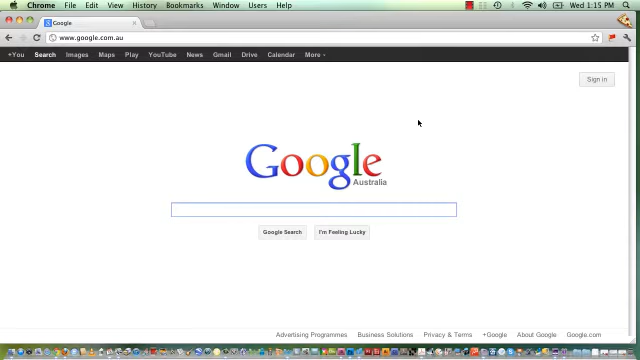 Chrome File Edit View History Bookmarks Window Users Help Wed 1:15 PM
Google
www.google.com.au
+You Search Images Maps Play YouTube News Gmail Drive Calendar More
Sign in
Google
Australia
Google Search I'm Feeling Lucky
Advertising Programmes Business Solutions Privacy & Terms +Google About Google Google.com